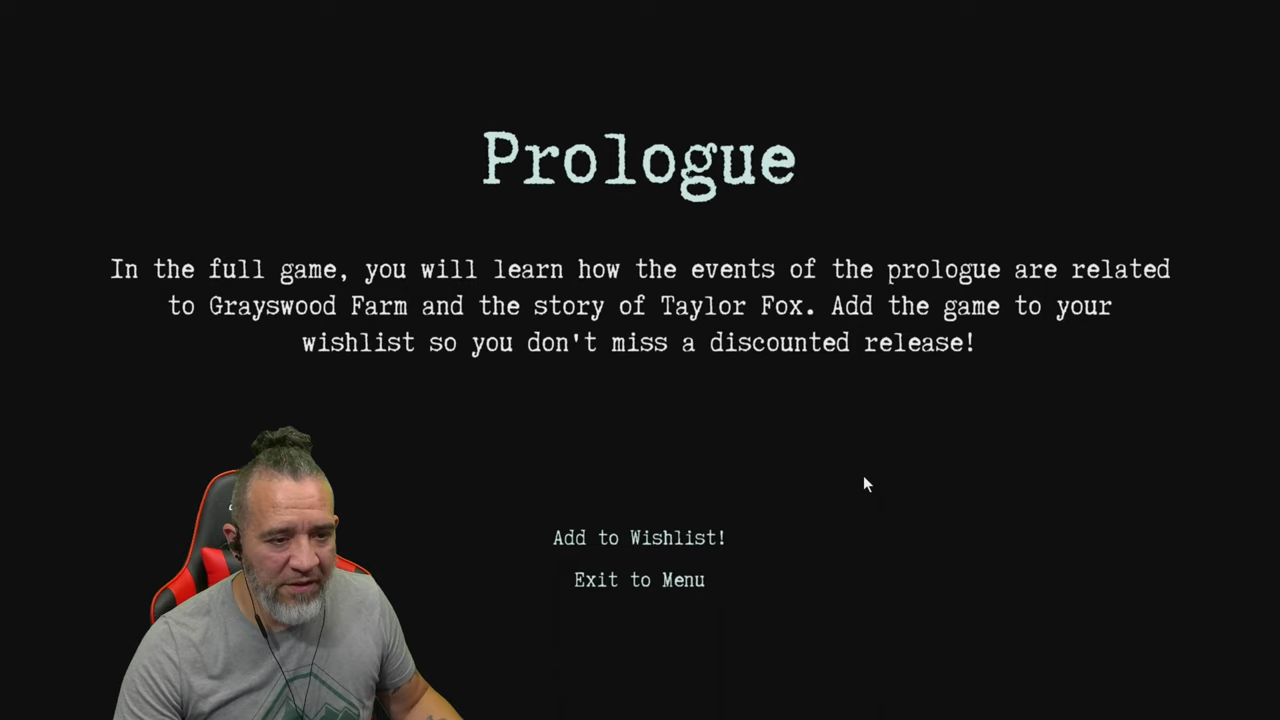 Prologue
In the full game, you will learn how the events of the prologue are related
to Grayswood Farm and the story of Taylor Fox. Add the game to your
wishlist so you don't miss a discounted release!
Add to Wishlist!
Exit to Menu